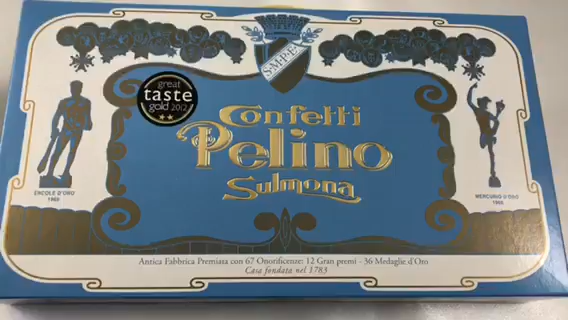 S·M·P·E
great
taste
gold 2012
Confetti
Pelino
Sulmona
ERCOLE D'ORO
MERCURIO D'ORO
Antica Fabbrica Premiata con 67 Onorificenze: 12 Gran premi - 36 Medaglie d'Oro
Casa fondata nel 1783